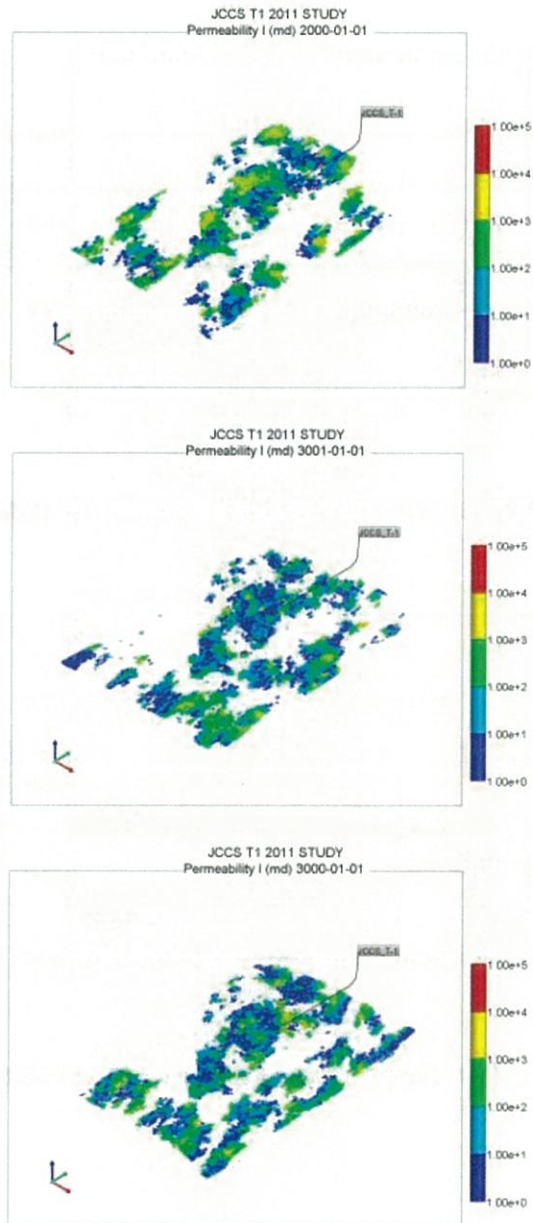 JCCS T1 2011 STUDY
Permeability I (md) 2000-01-01
JCCS_T-1
1.00e+5
1.00e+4
1.00e+3
1.00e+2
1.00e+1
1.00e+0
JCCS T1 2011 STUDY
Permeability I (md) 3001-01-01
JCCS_T-1
1.00e+5
1.00e+4
1.00e+3
1.00e+2
1.00e+1
1.00e+0
JCCS T1 2011 STUDY
Permeability I (md) 3000-01-01
JCCS_T-1
1.00e+5
1.00e+4
1.00e+3
1.00e+2
1.00e+1
1.00e+0